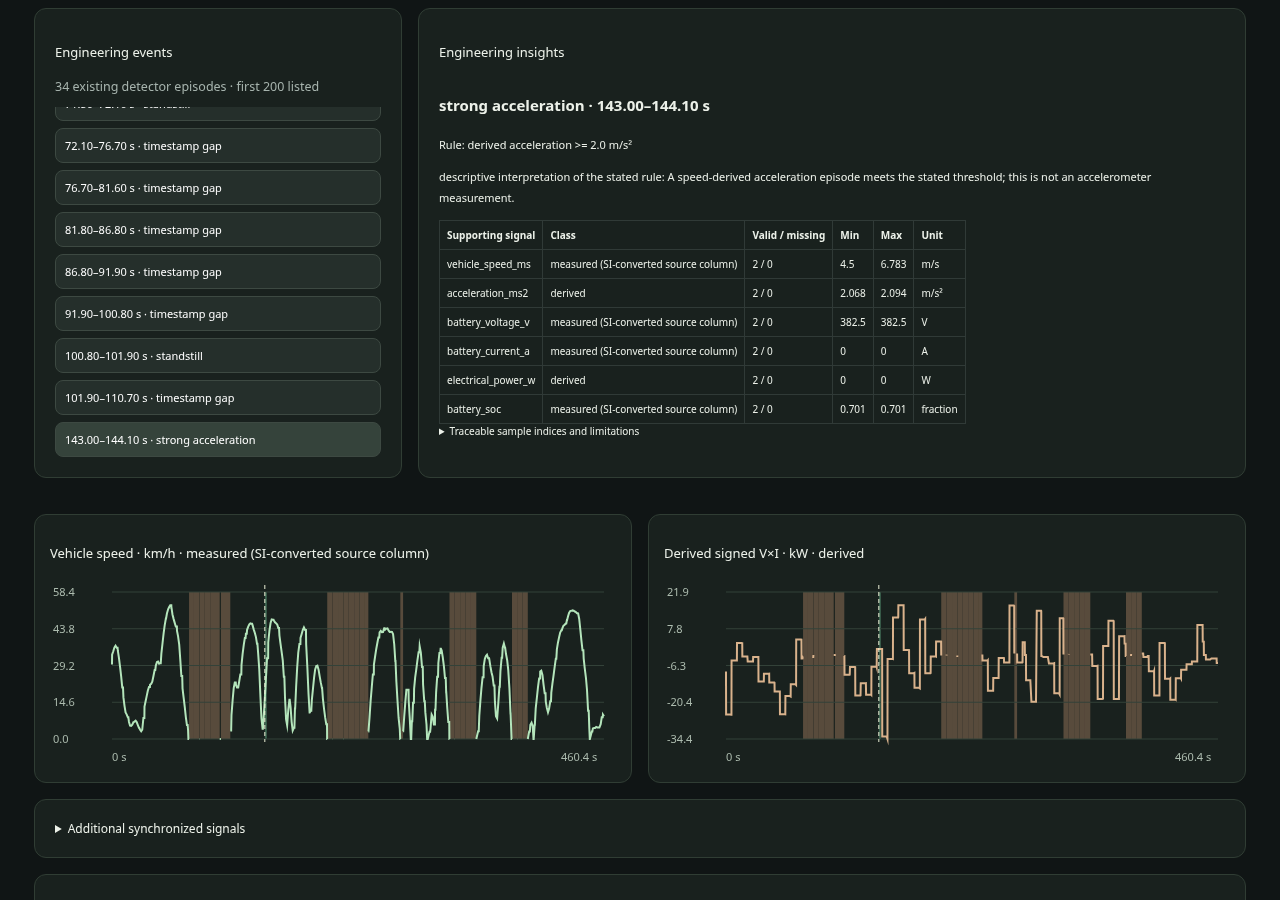 Engineering events
34 existing detector episodes · first 200 listed
72.10–76.70 s · timestamp gap
76.70–81.60 s · timestamp gap
81.80–86.80 s · timestamp gap
86.80–91.90 s · timestamp gap
91.90–100.80 s · timestamp gap
100.80–101.90 s · standstill
101.90–110.70 s · timestamp gap
143.00–144.10 s · strong acceleration
Engineering insights
strong acceleration · 143.00–144.10 s
Rule: derived acceleration >= 2.0 m/s²
descriptive interpretation of the stated rule: A speed-derived acceleration episode meets the stated threshold; this is not an accelerometer
measurement.
Supporting signal Class Valid / missing Min Max Unit
vehicle_speed_ms measured (SI-converted source column) 2 / 0 4.5 6.783 m/s
acceleration_ms2 derived 2 / 0 2.068 2.094 m/s²
battery_voltage_v measured (SI-converted source column) 2 / 0 382.5 382.5 V
battery_current_a measured (SI-converted source column) 2 / 0 0 0 A
electrical_power_w derived 2 / 0 0 0 W
battery_soc measured (SI-converted source column) 2 / 0 0.701 0.701 fraction
Traceable sample indices and limitations
Vehicle speed · km/h · measured (SI-converted source column)
58.4
43.8
29.2
14.6
0.0
0 s 460.4 s
Derived signed V×I · kW · derived
21.9
7.8
-6.3
-20.4
-34.4
0 s 460.4 s
Additional synchronized signals